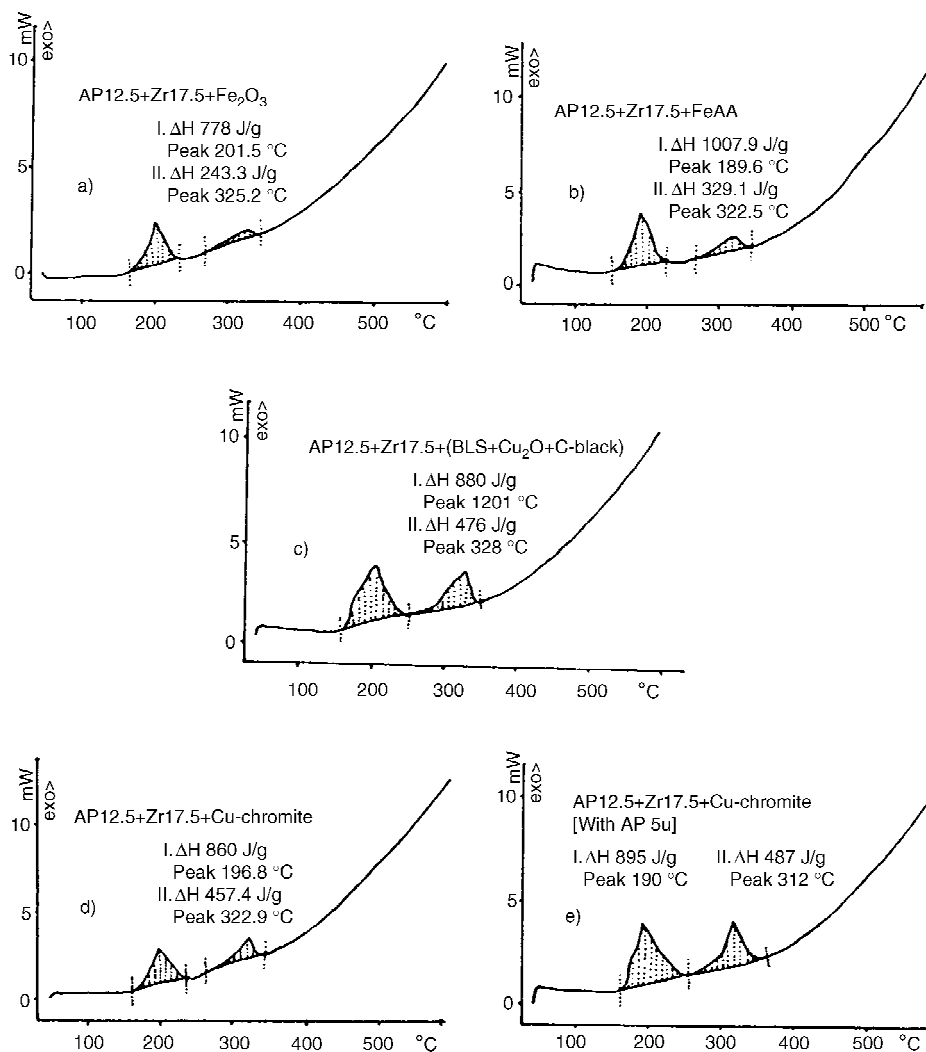 mW
exo>
10
5
0
AP12.5+Zr17.5+Fe₂O₃
I. ΔH 778 J/g
Peak 201.5 °C
II. ΔH 243.3 J/g
Peak 325.2 °C
a)
100 200 300 400 500 °C
mW
exo>
10
5
0
AP12.5+Zr17.5+FeAA
I. ΔH 1007.9 J/g
Peak 189.6 °C
II. ΔH 329.1 J/g
Peak 322.5 °C
b)
100 200 300 400 500 °C
mW
exo>
10
5
0
AP12.5+Zr17.5+(BLS+Cu₂O+C-black)
I. ΔH 880 J/g
Peak 1201 °C
II. ΔH 476 J/g
Peak 328 °C
c)
100 200 300 400 500 °C
mW
exo>
10
5
0
AP12.5+Zr17.5+Cu-chromite
I. ΔH 860 J/g
Peak 196.8 °C
II. ΔH 457.4 J/g
Peak 322.9 °C
d)
100 200 300 400 500 °C
mW
exo>
10
5
0
AP12.5+Zr17.5+Cu-chromite
[With AP 5u]
I. ΔH 895 J/g II. ΔH 487 J/g
Peak 190 °C Peak 312 °C
e)
100 200 300 400 500 °C